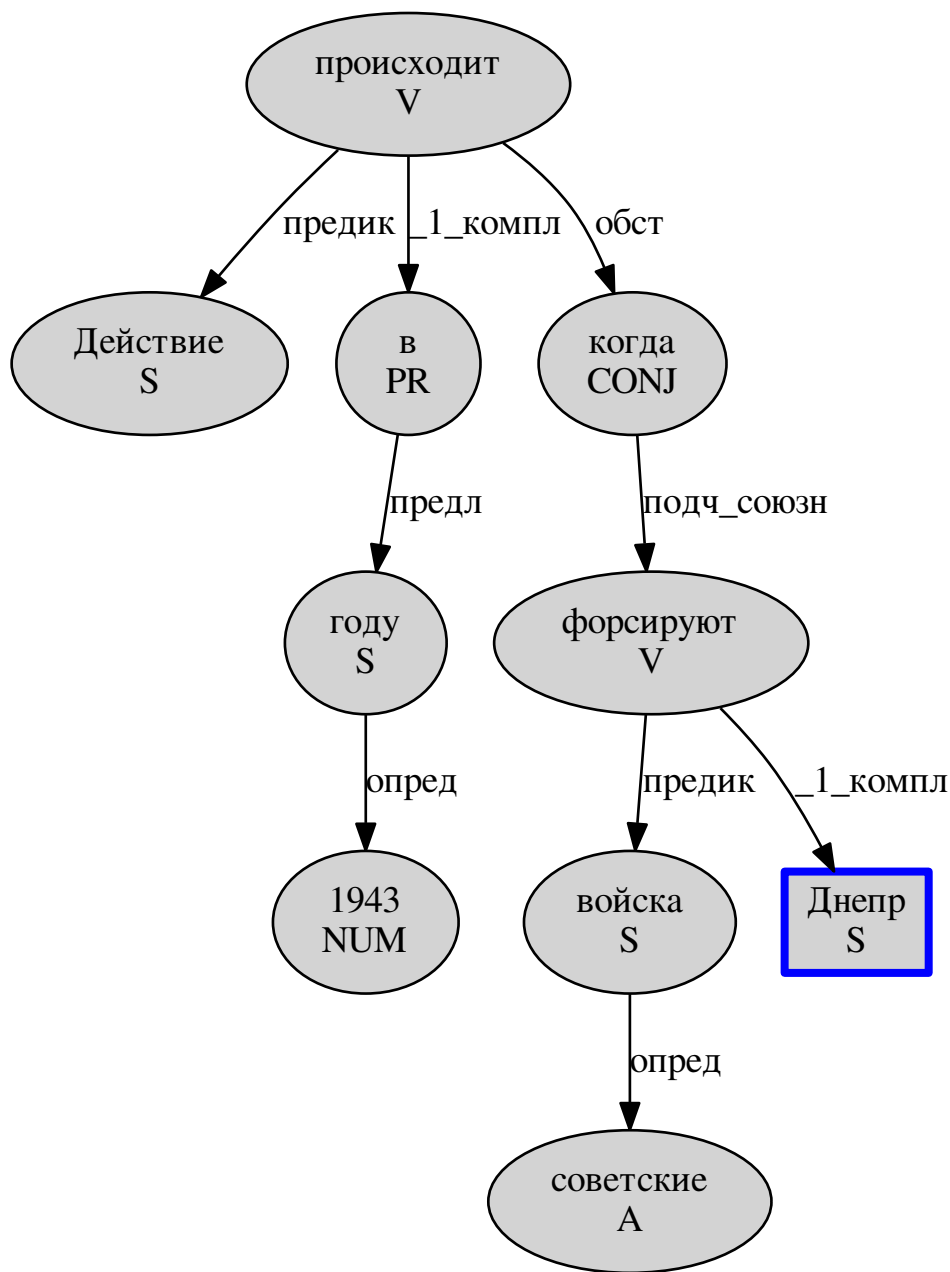 происходит
V
предик
_1_компл
обст
Действие
S
в
PR
когда
CONJ
предл
подч_союзн
году
S
форсируют
V
опред
предик
_1_компл
1943
NUM
войска
S
Днепр
S
опред
советские
A